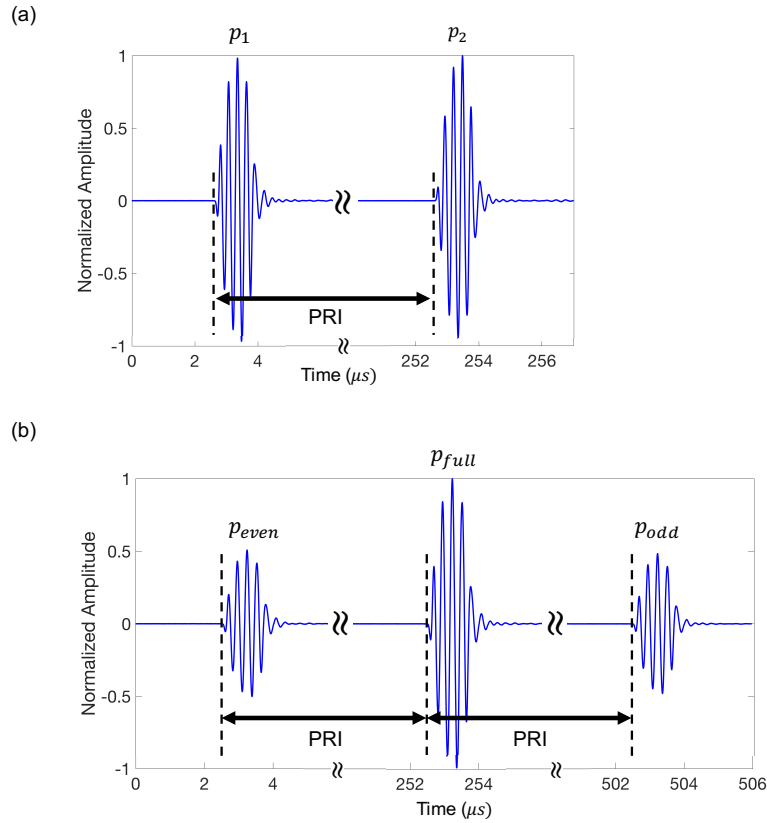 (a)
p₁ p₂
1
0.5
0
-0.5
-1
Normalized Amplitude
PRI
0 2 4 252 254 256
Time (μs)
(b)
p_full
p_even p_odd
1
0.5
0
-0.5
-1
Normalized Amplitude
PRI PRI
0 2 4 252 254 502 504 506
Time (μs)